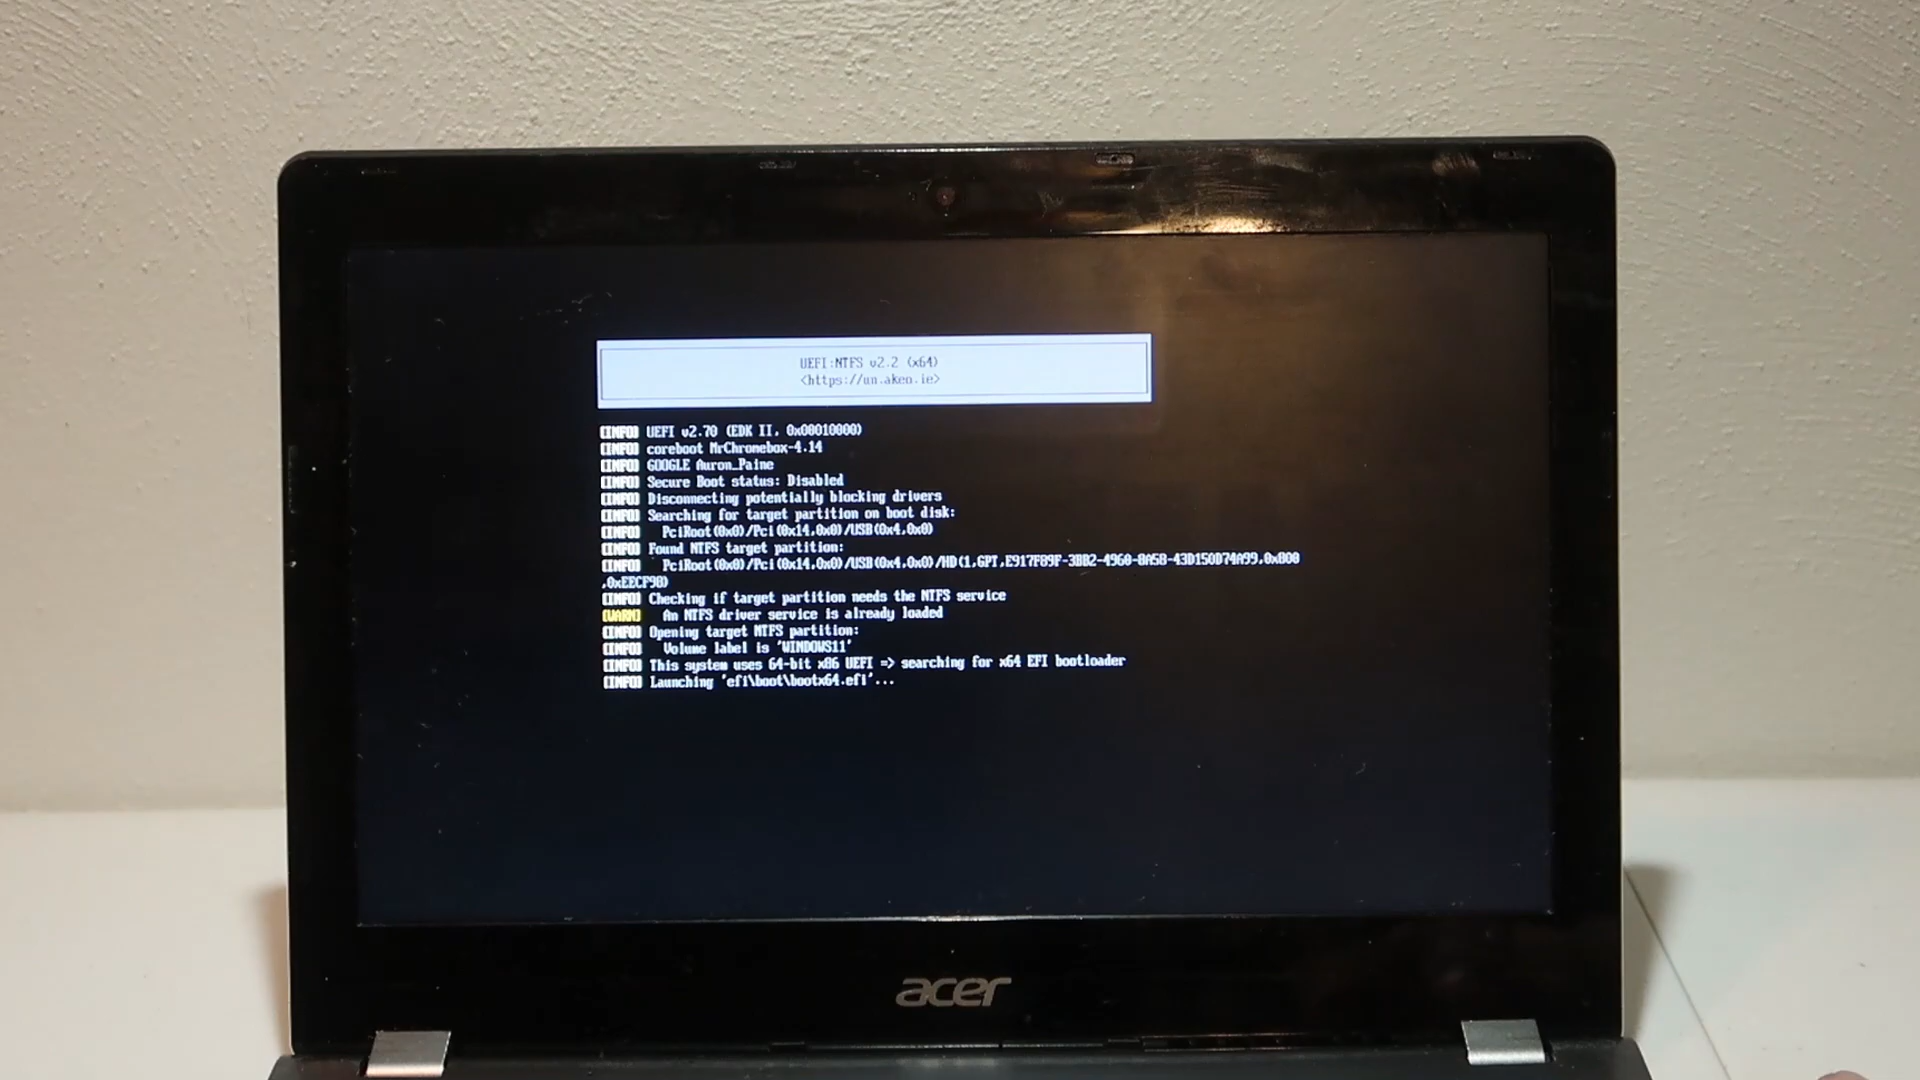 UEFI:NTFS v2.2 (x64)
<https://un.aken.ie>
[INFO] UEFI v2.70 (EDK II, 0x00010000)
[INFO] coreboot MrChromebox-4.14
[INFO] GOOGLE Auron_Paine
[INFO] Secure Boot status: Disabled
[INFO] Disconnecting potentially blocking drivers
[INFO] Searching for target partition on boot disk:
[INFO]   PciRoot(0x0)/Pci(0x14,0x0)/USB(0x4,0x0)
[INFO] Found NTFS target partition:
[INFO]   PciRoot(0x0)/Pci(0x14,0x0)/USB(0x4,0x0)/HD(1,GPT,E917F89F-3BB2-4960-8A58-43D150D74A99,0x800
,0xEECF98)
[INFO] Checking if target partition needs the NTFS service
[WARN]   An NTFS driver service is already loaded
[INFO] Opening target NTFS partition:
[INFO]   Volume label is 'WINDOWS11'
[INFO] This system uses 64-bit x86 UEFI => searching for x64 EFI bootloader
[INFO] Launching 'efi\boot\bootx64.efi'...
acer